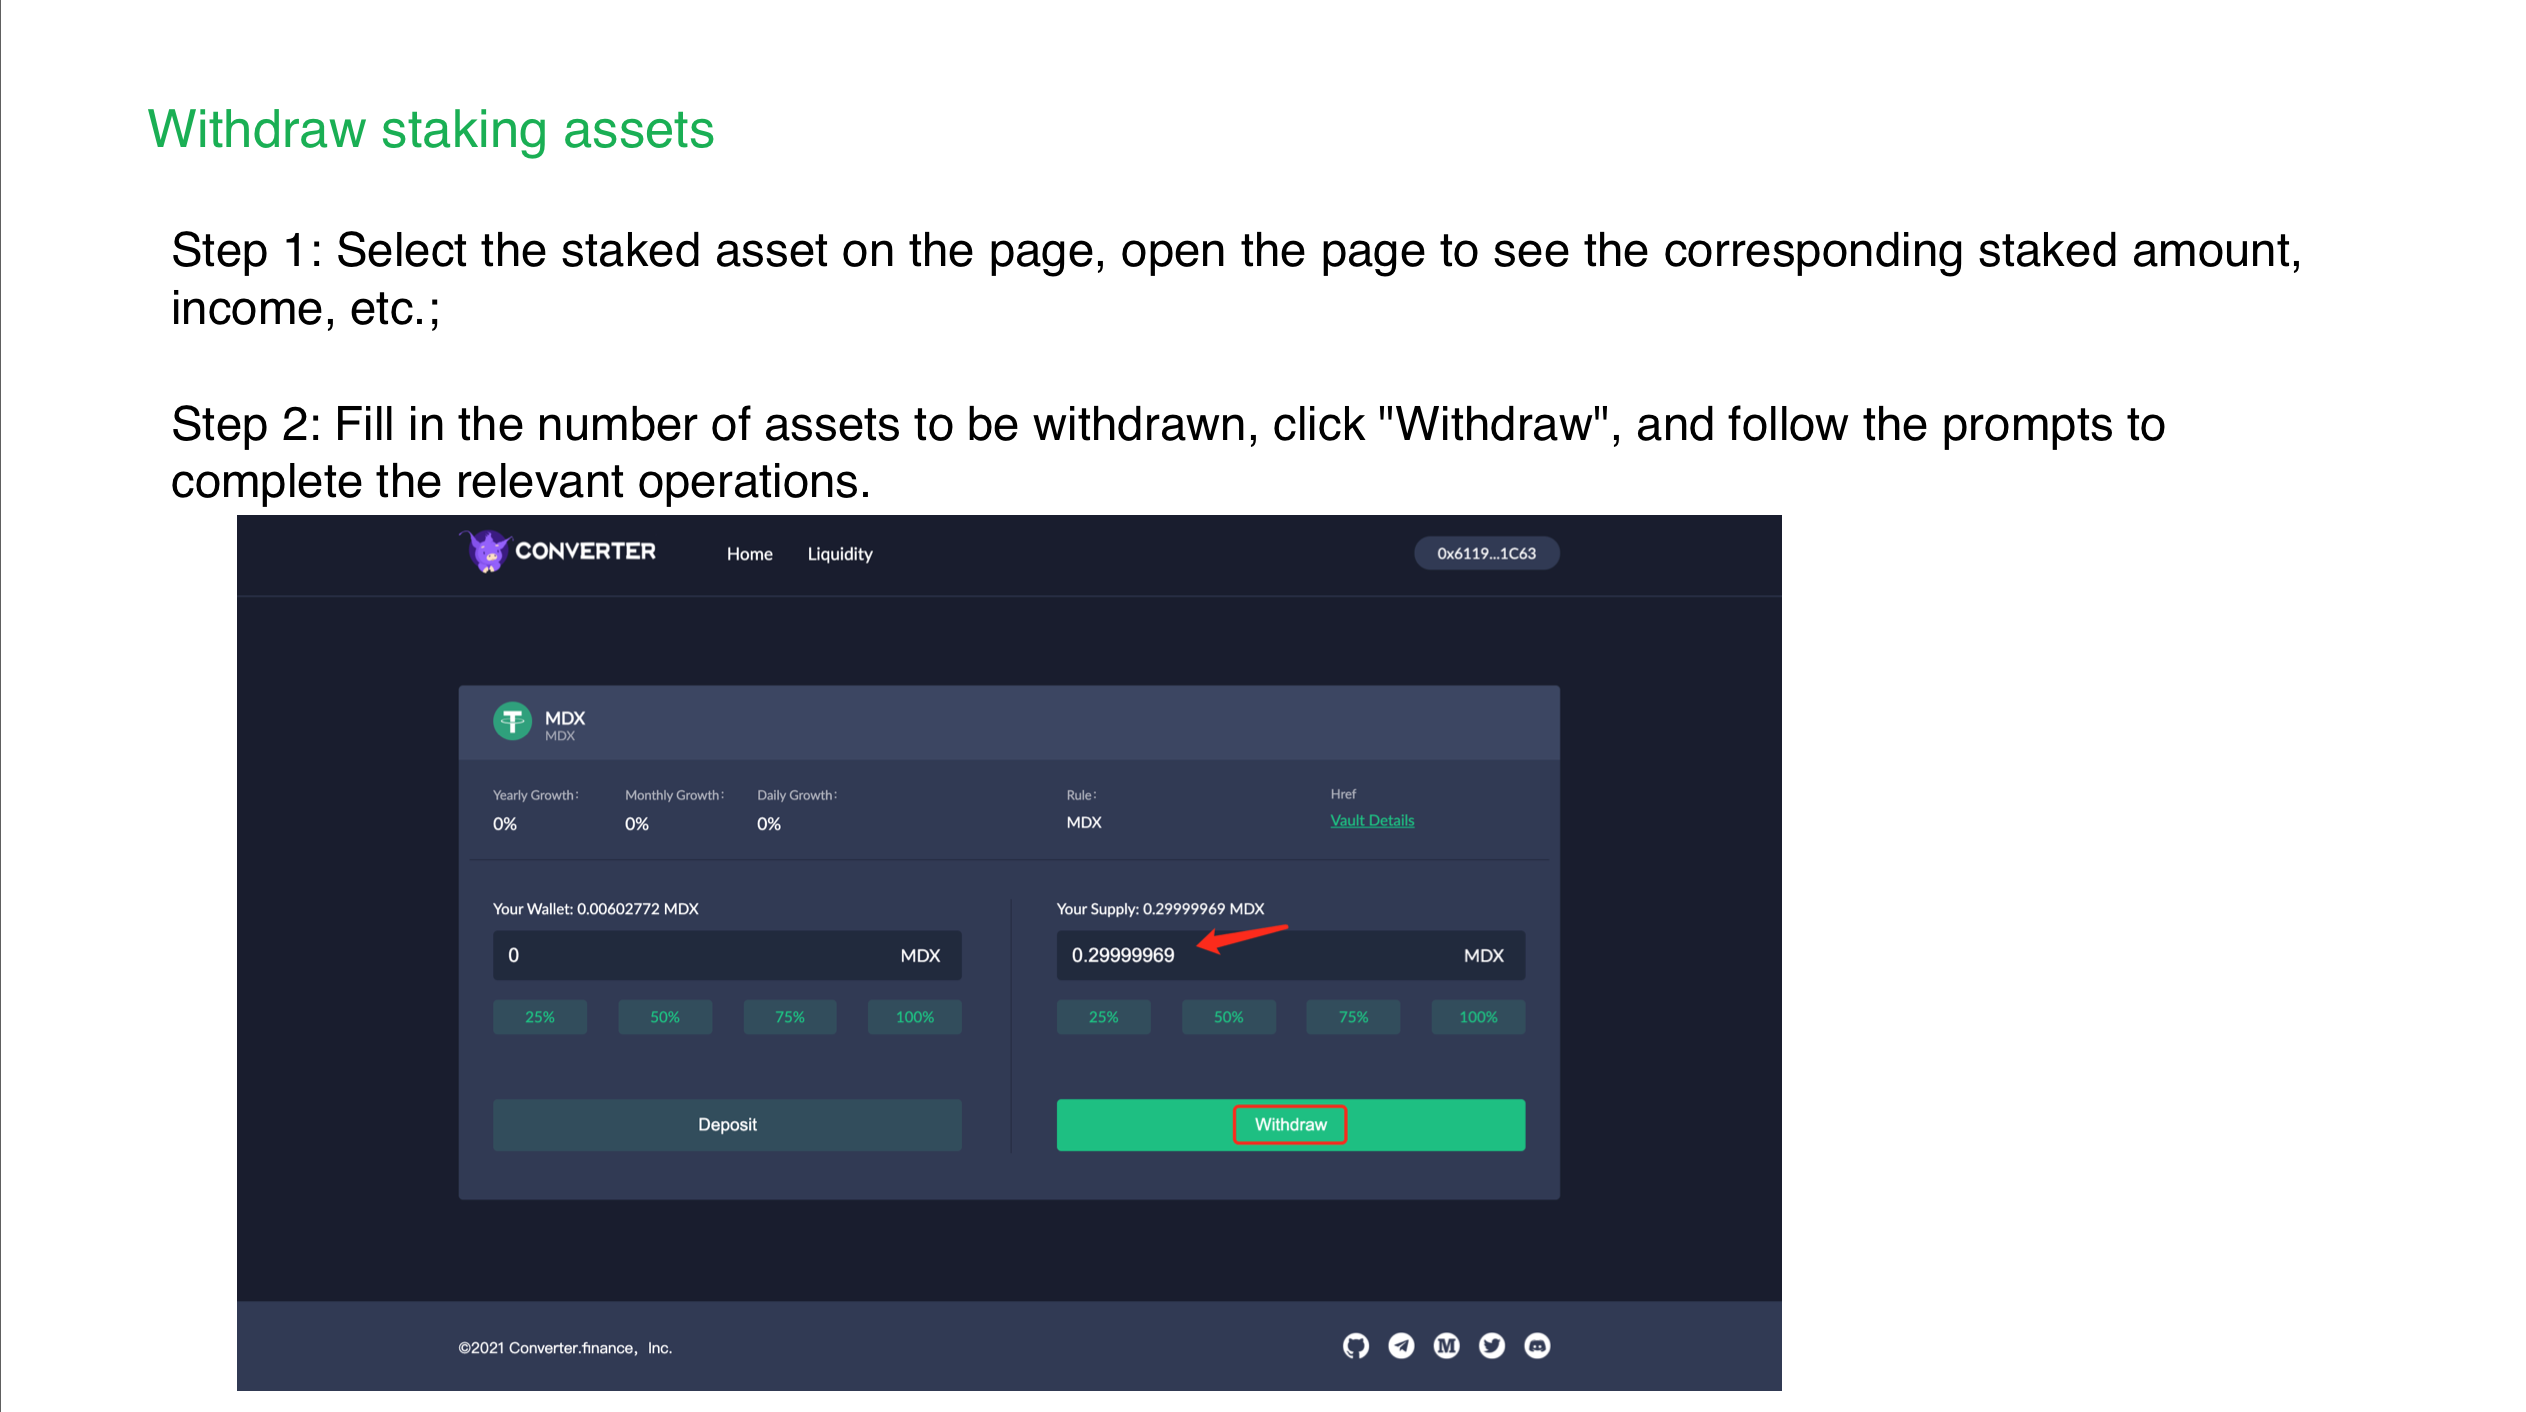 Withdraw staking assets
Step 1: Select the staked asset on the page, open the page to see the corresponding staked amount,
income, etc.;
Step 2: Fill in the number of assets to be withdrawn, click "Withdraw", and follow the prompts to
complete the relevant operations.
CONVERTER Home Liquidity 0x6119...1C63
MDX
MDX
Yearly Growth: Monthly Growth: Daily Growth: Rule: Href
0% 0% 0% MDX Vault Details
Your Wallet: 0.00602772 MDX Your Supply: 0.29999969 MDX
0 MDX 0.29999969 MDX
25% 50% 75% 100% 25% 50% 75% 100%
Deposit Withdraw
©2021 Converter.finance, Inc.